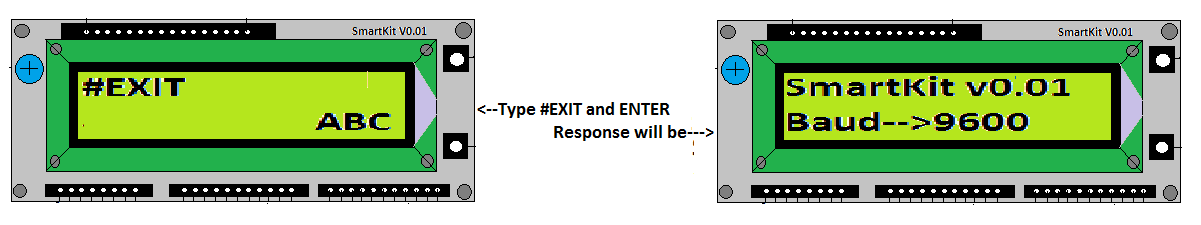 SmartKit V0.01
#EXIT
ABC
<--Type #EXIT and ENTER
Response will be--->
SmartKit V0.01
SmartKit v0.01
Baud-->9600